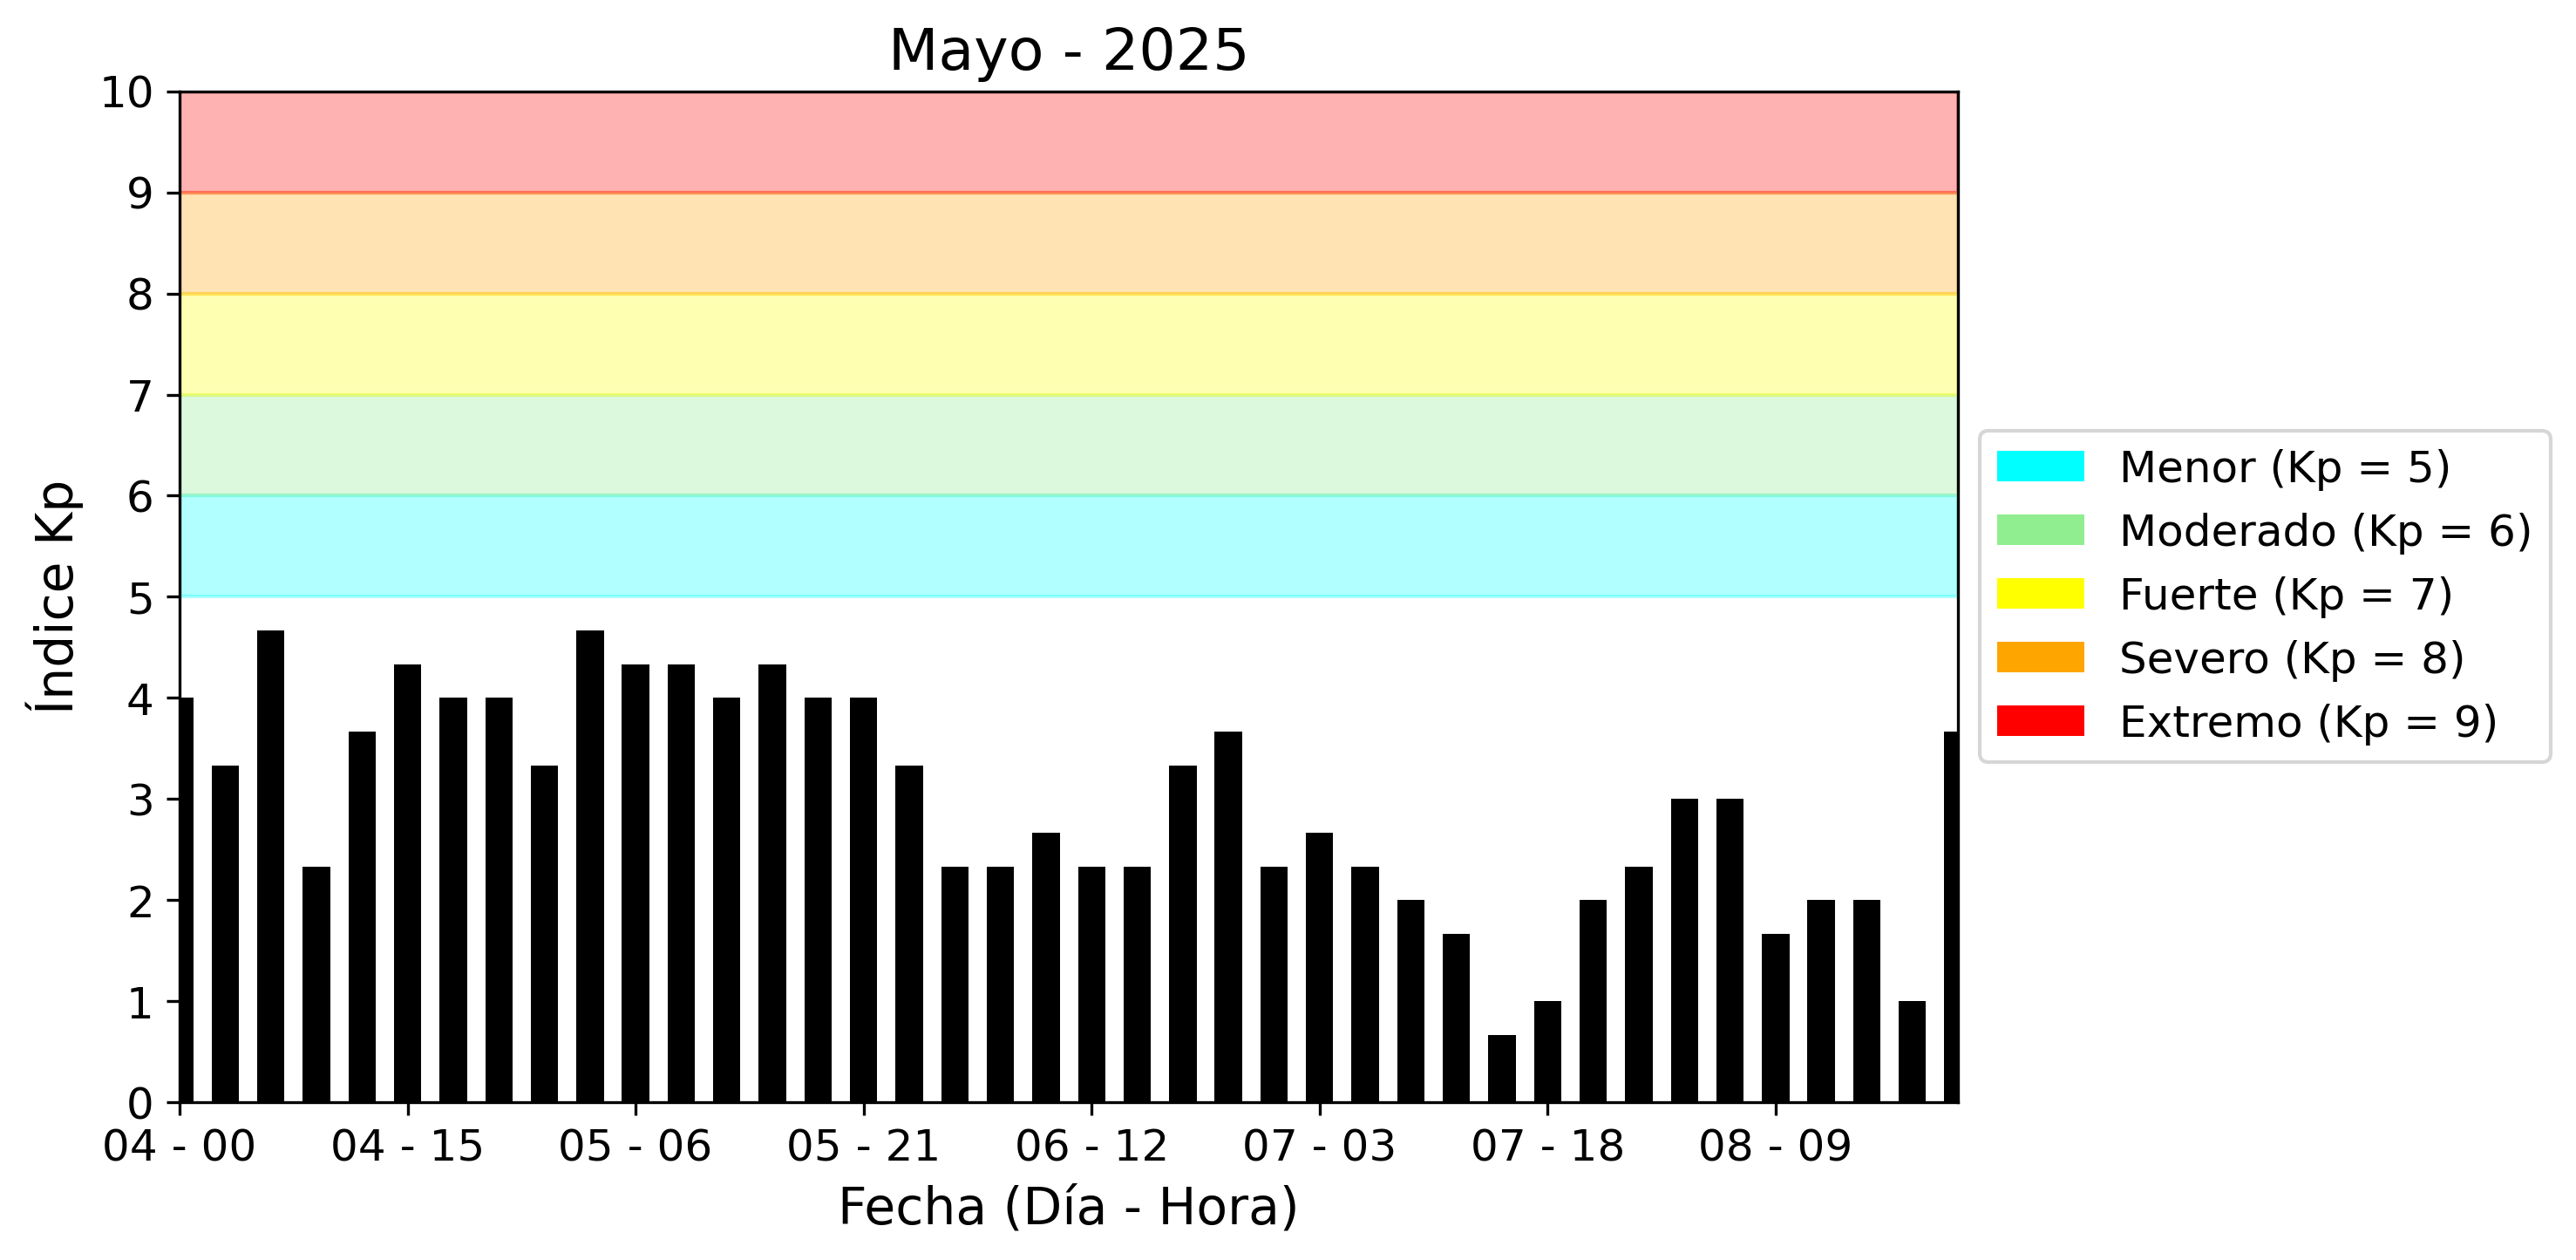 Mayo - 2025
10
9
8
7
6
5
4
3
2
1
0
Índice Kp
04 - 00
04 - 15
05 - 06
05 - 21
06 - 12
07 - 03
07 - 18
08 - 09
Fecha (Día - Hora)
Menor (Kp = 5)
Moderado (Kp = 6)
Fuerte (Kp = 7)
Severo (Kp = 8)
Extremo (Kp = 9)